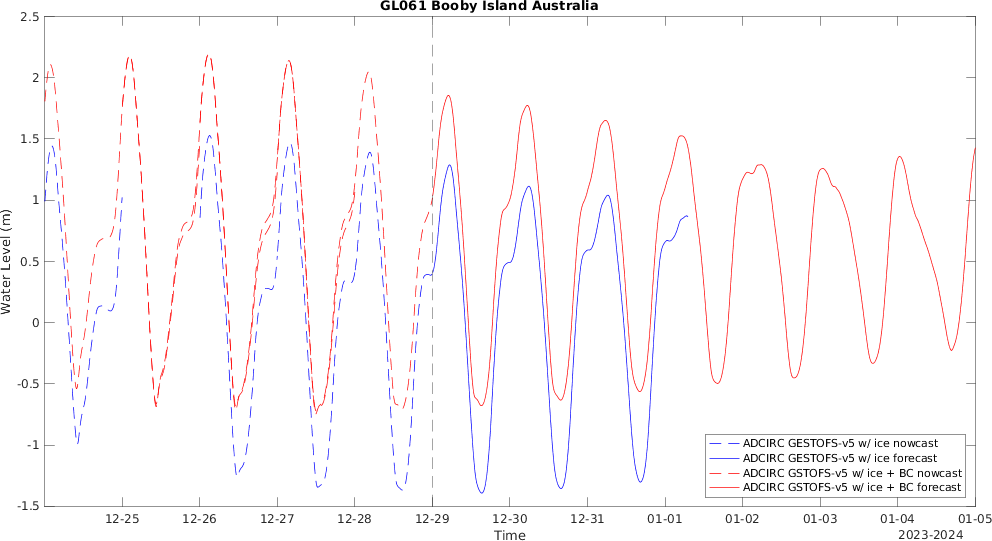 GL061 Booby Island Australia
2.5
2
1.5
1
0.5
0
-0.5
-1
-1.5
Water Level (m)
ADCIRC GESTOFS-v5 w/ ice nowcast
ADCIRC GESTOFS-v5 w/ ice forecast
ADCIRC GSTOFS-v5 w/ ice + BC nowcast
ADCIRC GSTOFS-v5 w/ ice + BC forecast
12-25 12-26 12-27 12-28 12-29 12-30 12-31 01-01 01-02 01-03 01-04 01-05
Time
2023-2024